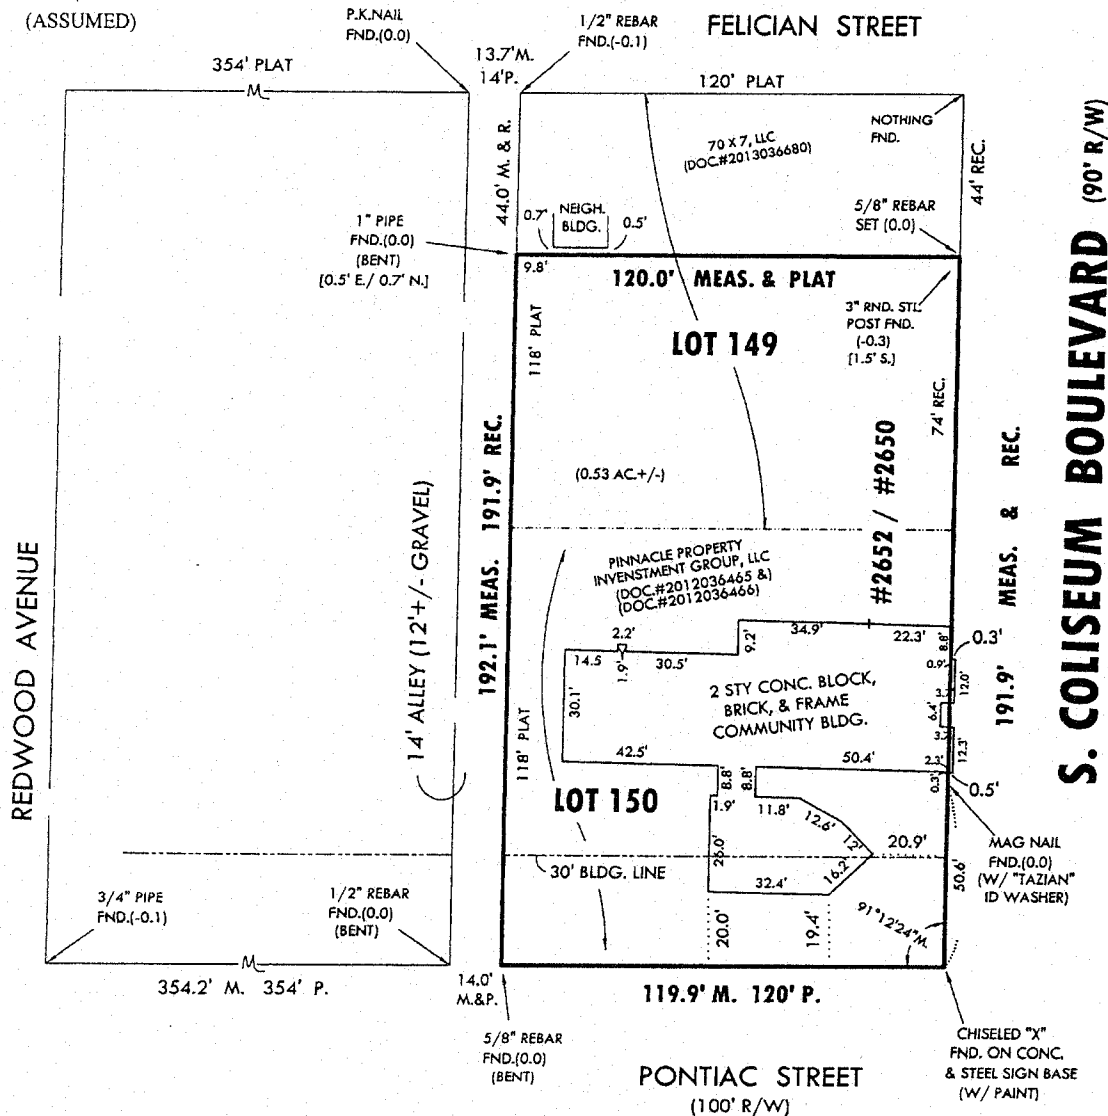 (ASSUMED)
P.K.NAIL
FND.(0.0)
1/2" REBAR
FND.(-0.1)
FELICIAN STREET
13.7'M.
14'P.
354' PLAT
M
120' PLAT
NOTHING
FND.
70 X 7, LLC
(DOC.#2013036680)
44.0' M. & R.
44' REC.
S. COLISEUM BOULEVARD (90' R/W)
1" PIPE
FND.(0.0)
(BENT)
[0.5' E./ 0.7' N.]
0.7'
NEIGH.
BLDG.
0.5'
5/8" REBAR
SET (0.0)
9.8'
120.0' MEAS. & PLAT
3" RND. STL.
POST FND.
(-0.3)
[1.5' S.]
118' PLAT
LOT 149
74' REC.
192.1' MEAS. 191.9' REC.
(0.53 AC.+/-)
#2652 / #2650
191.9' MEAS. & REC.
14' ALLEY (12'+/- GRAVEL)
REDWOOD AVENUE
PINNACLE PROPERTY
INVENSTMENT GROUP, LLC
(DOC.#2012036465 &)
(DOC.#2012036466)
34.9'
22.3'
8.8'
0.3'
2.2'
9.2'
14.5
1.9'
30.5'
0.9'
12.0'
30.1'
2 STY CONC. BLOCK,
BRICK, & FRAME
COMMUNITY BLDG.
3.7'
6.4'
3.7'
12.3'
118' PLAT
42.5'
50.4'
2.3'
0.3'
0.5'
8.8'
8.8'
LOT 150
1.9'
11.8'
12.6'
12'
20.9'
MAG NAIL
FND.(0.0)
(W/ "TAZIAN"
ID WASHER)
26.0'
30' BLDG. LINE
32.4'
16.2'
50.6'
3/4" PIPE
FND.(-0.1)
1/2" REBAR
FND.(0.0)
(BENT)
20.0'
19.4'
91°12'24"M.
M
354.2' M. 354' P.
14.0'
M.&P.
119.9' M. 120' P.
5/8" REBAR
FND.(0.0)
(BENT)
PONTIAC STREET
(100' R/W)
CHISELED "X"
FND. ON CONC.
& STEEL SIGN BASE
(W/ PAINT)